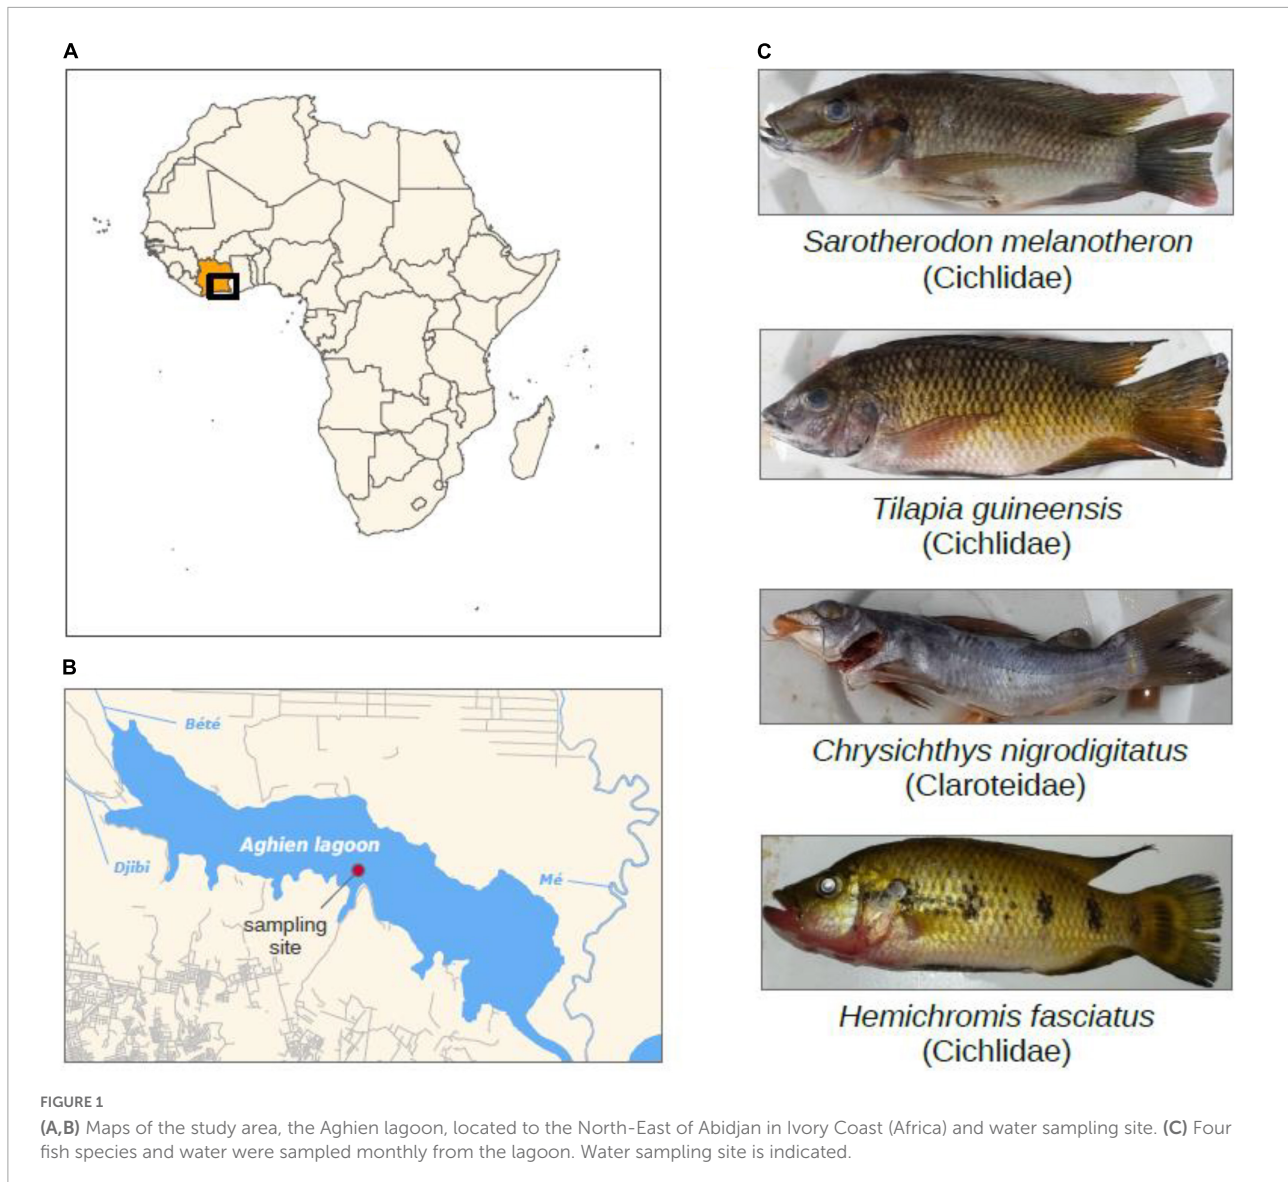 A
B
Bété
Aghien lagoon
Djibi
Mé
sampling
site
C
Sarotherodon melanotheron
(Cichlidae)
Tilapia guineensis
(Cichlidae)
Chrysichthys nigrodigitatus
(Claroteidae)
Hemichromis fasciatus
(Cichlidae)
FIGURE 1
(A,B) Maps of the study area, the Aghien lagoon, located to the North-East of Abidjan in Ivory Coast (Africa) and water sampling site. (C) Four
fish species and water were sampled monthly from the lagoon. Water sampling site is indicated.